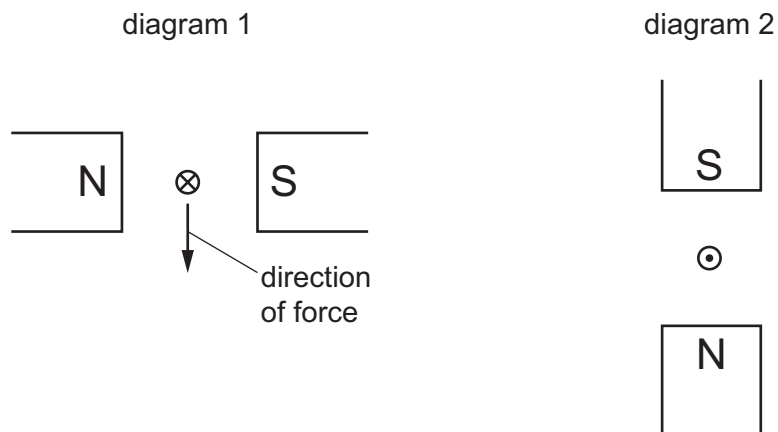 diagram 1
N
S
direction
of force
diagram 2
S
N